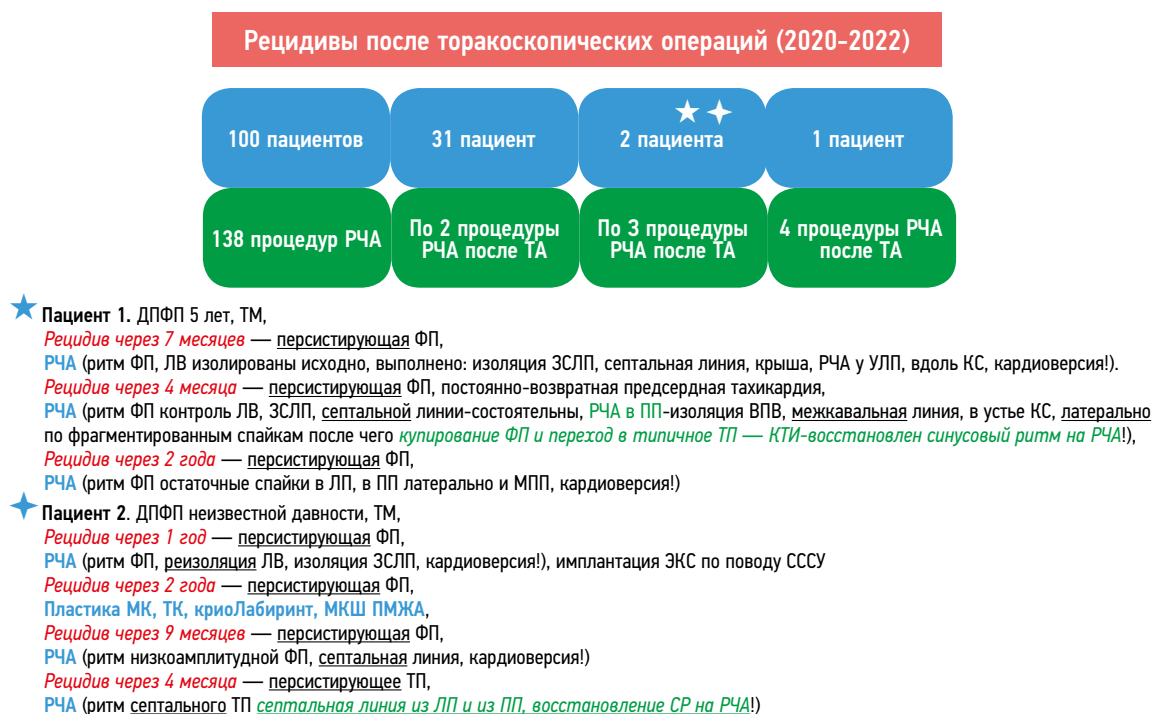 Рецидивы после торакоскопических операций (2020-2022)
100 пациентов
31 пациент
2 пациента
1 пациент
138 процедур РЧА
По 2 процедуры
РЧА после ТА
По 3 процедуры
РЧА после ТА
4 процедуры РЧА
после ТА
Пациент 1. ДПФП 5 лет, ТМ,
Рецидив через 7 месяцев — персистирующая ФП,
РЧА (ритм ФП, ЛВ изолированы исходно, выполнено: изоляция ЗСЛП, септальная линия, крыша, РЧА у УЛП, вдоль КС, кардиоверсия!).
Рецидив через 4 месяца — персистирующая ФП, постоянно-возвратная предсердная тахикардия,
РЧА (ритм ФП контроль ЛВ, ЗСЛП, септальной линии-состоятельны, РЧА в ПП-изоляция ВПВ, межкавальная линия, в устье КС, латерально
по фрагментированным спайкам после чего купирование ФП и переход в типичное ТП — КТИ-восстановлен синусовый ритм на РЧА!),
Рецидив через 2 года — персистирующая ФП,
РЧА (ритм ФП остаточные спайки в ЛП, в ПП латерально и МПП, кардиоверсия!)
Пациент 2. ДПФП неизвестной давности, ТМ,
Рецидив через 1 год — персистирующая ФП,
РЧА (ритм ФП, реизоляция ЛВ, изоляция ЗСЛП, кардиоверсия!), имплантация ЭКС по поводу СССУ
Рецидив через 2 года — персистирующая ФП,
Пластика МК, ТК, криоЛабиринт, МКШ ПМЖА,
Рецидив через 9 месяцев — персистирующая ФП,
РЧА (ритм низкоамплитудной ФП, септальная линия, кардиоверсия!)
Рецидив через 4 месяца — персистирующее ТП,
РЧА (ритм септального ТП септальная линия из ЛП и из ПП, восстановление СР на РЧА!)